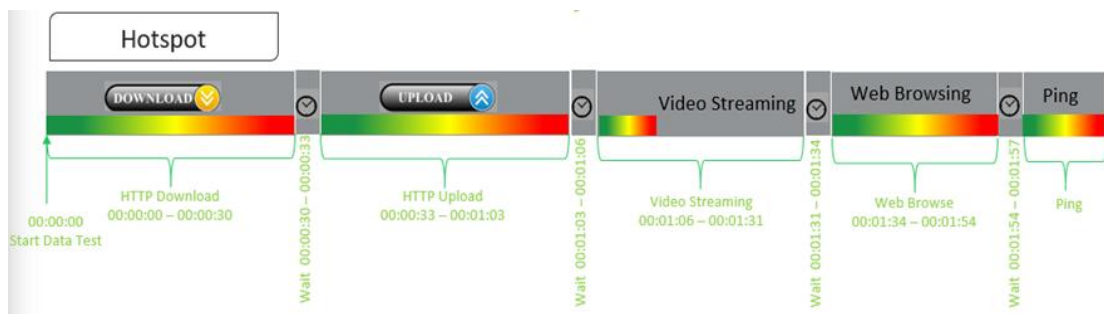 Hotspot
DOWNLOAD
UPLOAD
Video Streaming
Web Browsing
Ping
00:00:00
Start Data Test
HTTP Download
00:00:00 – 00:00:30
Wait 00:00:30 – 00:00:33
HTTP Upload
00:00:33 – 00:01:03
Wait 00:01:03 – 00:01:06
Video Streaming
00:01:06 – 00:01:31
Wait 00:01:31 – 00:01:34
Web Browse
00:01:34 – 00:01:54
Wait 00:01:54 – 00:01:57
Ping